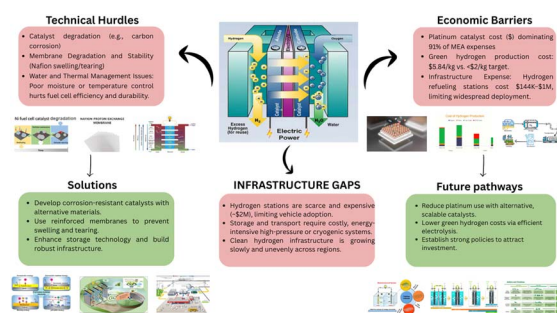 Technical Hurdles
• Catalyst degradation (e.g., carbon
corrosion)
• Membrane Degradation and Stability
(Nafion swelling/tearing)
• Water and Thermal Management Issues:
Poor moisture or temperature control
hurts fuel cell efficiency and durability.
Hydrogen
Oxygen
Excess
Hydrogen
(for reuse)
Electric
Power
Water
Economic Barriers
• Platinum catalyst cost ($) dominating
91% of MEA expenses
• Green hydrogen production cost:
$5.84/kg vs. <$2/kg target.
• Infrastructure Expense: Hydrogen
refueling stations cost $144K–$1M,
limiting widespread deployment.
Ni fuel cell catalyst degradation
Solutions
• Develop corrosion-resistant catalysts with
alternative materials.
• Use reinforced membranes to prevent
swelling and tearing.
• Enhance storage technology and build
robust infrastructure.
INFRASTRUCTURE GAPS
• Hydrogen stations are scarce and expensive
(~$2M), limiting vehicle adoption.
• Storage and transport require costly, energy-
intensive high-pressure or cryogenic systems.
• Clean hydrogen infrastructure is growing
slowly and unevenly across regions.
Future pathways
• Reduce platinum use with alternative,
scalable catalysts.
• Lower green hydrogen costs via efficient
electrolysis.
• Establish strong policies to attract
investment.